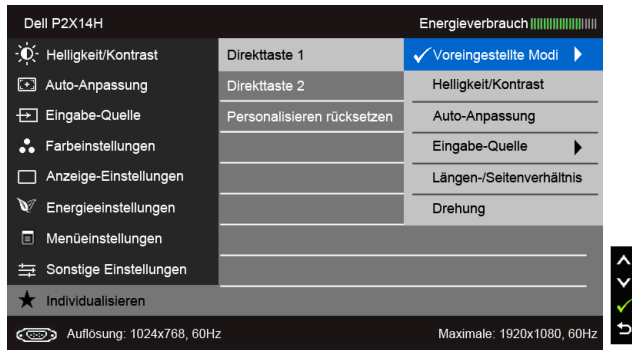 Dell P2X14H
Energieverbrauch
Helligkeit/Kontrast
Direkttaste 1
Voreingestellte Modi
Auto-Anpassung
Direkttaste 2
Helligkeit/Kontrast
Eingabe-Quelle
Personalisieren rücksetzen
Auto-Anpassung
Farbeinstellungen
Eingabe-Quelle
Anzeige-Einstellungen
Längen-/Seitenverhältnis
Energieeinstellungen
Drehung
Menüeinstellungen
Sonstige Einstellungen
Individualisieren
Auflösung: 1024x768, 60Hz
Maximale: 1920x1080, 60Hz